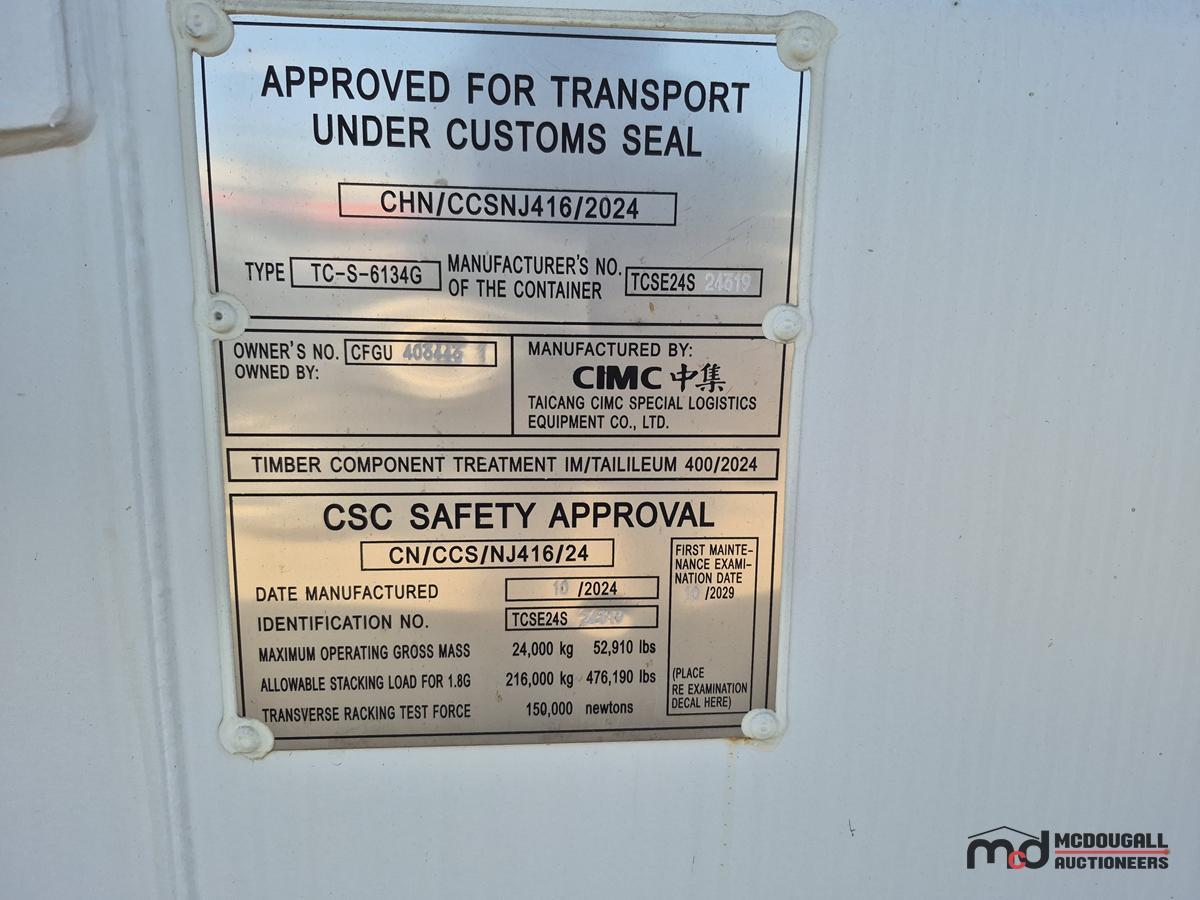 APPROVED FOR TRANSPORT
UNDER CUSTOMS SEAL
CHN/CCSNJ416/2024
TYPE TC-S-6134G MANUFACTURER'S NO. OF THE CONTAINER TCSE24S 24319
OWNER'S NO. CFGU
OWNED BY:
MANUFACTURED BY:
CIMC 中集
TAICANG CIMC SPECIAL LOGISTICS
EQUIPMENT CO., LTD.
TIMBER COMPONENT TREATMENT IM/TAILILEUM 400/2024
CSC SAFETY APPROVAL
CN/CCS/NJ416/24
DATE MANUFACTURED 10/2024
IDENTIFICATION NO. TCSE24S
MAXIMUM OPERATING GROSS MASS 24,000 kg 52,910 lbs
ALLOWABLE STACKING LOAD FOR 1.8G 216,000 kg 476,190 lbs
TRANSVERSE RACKING TEST FORCE 150,000 newtons
FIRST MAINTE-
NANCE EXAMI-
NATION DATE
10/2029
(PLACE
RE EXAMINATION
DECAL HERE)
mcd MCDOUGALL
AUCTIONEERS